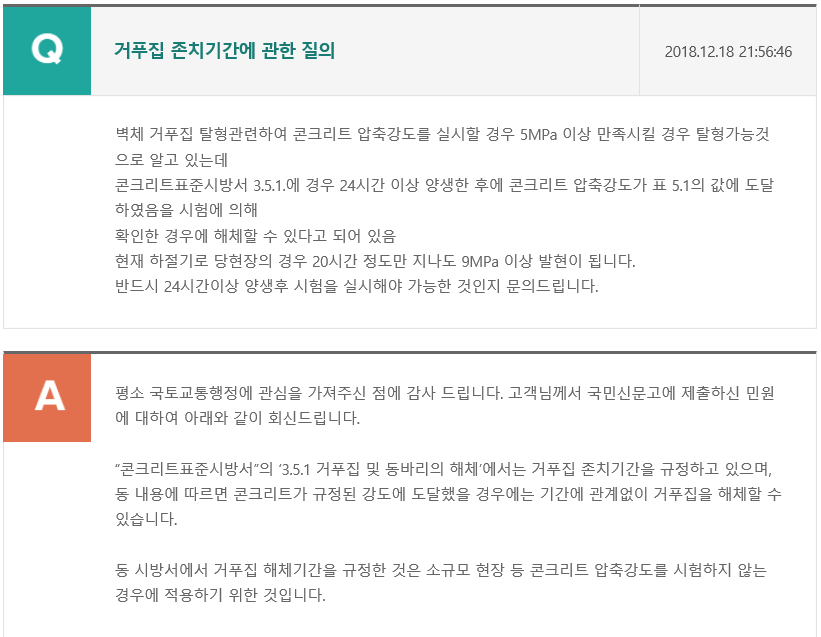 Q
거푸집 존치기간에 관한 질의
2018.12.18 21:56:46
벽체 거푸집 탈형관련하여 콘크리트 압축강도를 실시할 경우 5MPa 이상 만족시킬 경우 탈형가능것
으로 알고 있는데
콘크리트표준시방서 3.5.1.에 경우 24시간 이상 양생한 후에 콘크리트 압축강도가 표 5.1의 값에 도달
하였음을 시험에 의해
확인한 경우에 해체할 수 있다고 되어 있음
현재 하절기로 당현장의 경우 20시간 정도만 지나도 9MPa 이상 발현이 됩니다.
반드시 24시간이상 양생후 시험을 실시해야 가능한 것인지 문의드립니다.
A
평소 국토교통행정에 관심을 가져주신 점에 감사 드립니다. 고객님께서 국민신문고에 제출하신 민원
에 대하여 아래와 같이 회신드립니다.
“콘크리트표준시방서“의 ‘3.5.1 거푸집 및 동바리의 해체’에서는 거푸집 존치기간을 규정하고 있으며,
동 내용에 따르면 콘크리트가 규정된 강도에 도달했을 경우에는 기간에 관계없이 거푸집을 해체할 수
있습니다.
동 시방서에서 거푸집 해체기간을 규정한 것은 소규모 현장 등 콘크리트 압축강도를 시험하지 않는
경우에 적용하기 위한 것입니다.